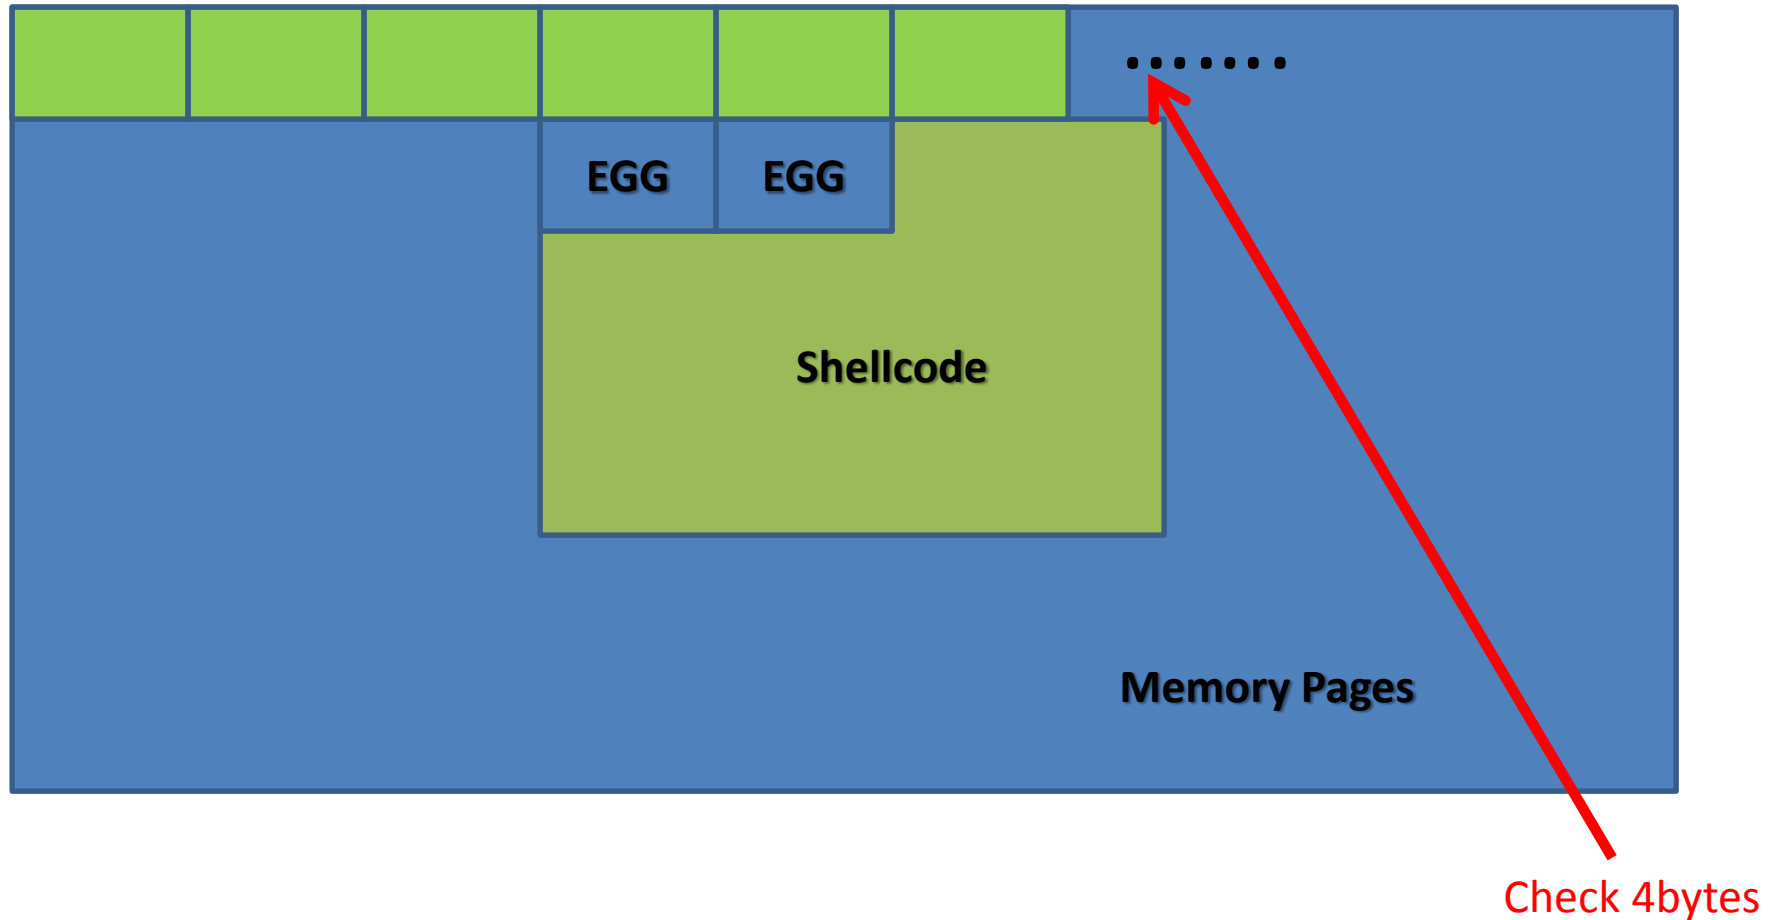 .......
EGG EGG
Shellcode
Memory Pages
Check 4bytes